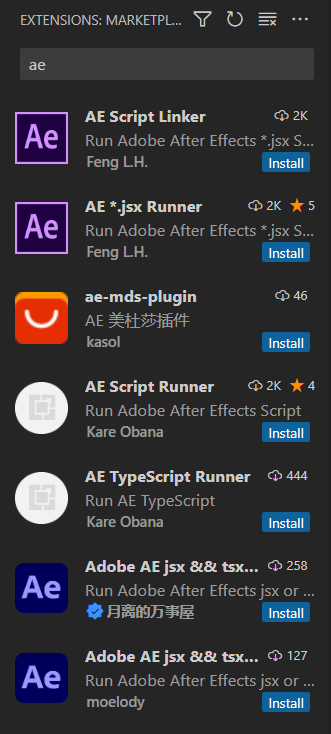 EXTENSIONS: MARKETPL...
ae
Ae
AE Script Linker 2K
Run Adobe After Effects *.jsx S...
Feng L.H. Install
Ae
AE *.jsx Runner 2K 5
Run Adobe After Effects *.jsx S...
Feng L.H. Install
ae-mds-plugin 46
AE 美杜莎插件
kasol Install
AE Script Runner 2K 4
Run Adobe After Effects Script
Kare Obana Install
AE TypeScript Runner 444
Run AE TypeScript
Kare Obana Install
Ae
Adobe AE jsx && tsx... 258
Run Adobe After Effects jsx or ...
月离的万事屋 Install
Ae
Adobe AE jsx && tsx... 127
Run Adobe After Effects jsx or ...
moelody Install